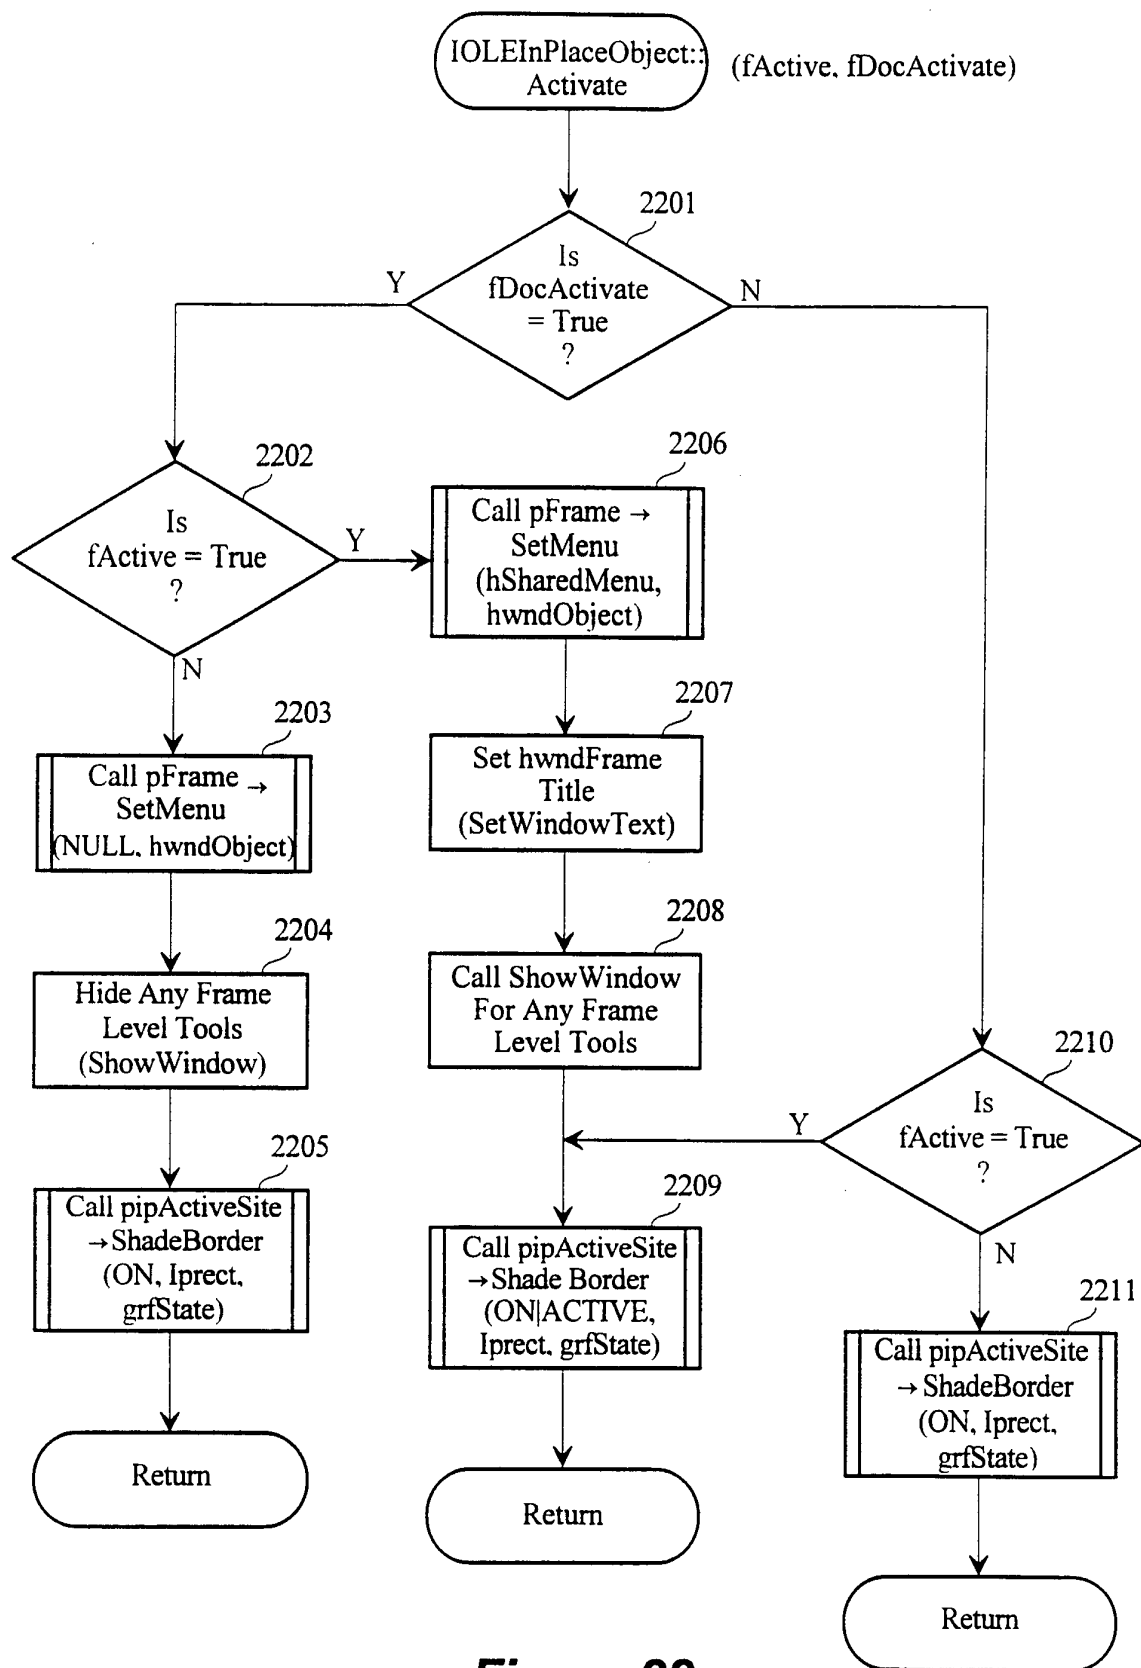 IOLEInPlaceObject::
Activate
(fActive, fDocActivate)
2201
Is
fDocActivate
= True
?
Y
N
2202
Is
fActive = True
?
Y
N
2206
Call pFrame →
SetMenu
(hSharedMenu,
hwndObject)
2203
Call pFrame →
SetMenu
(NULL, hwndObject)
2207
Set hwndFrame
Title
(SetWindowText)
2204
Hide Any Frame
Level Tools
(ShowWindow)
2208
Call ShowWindow
For Any Frame
Level Tools
2210
Is
fActive = True
?
Y
N
2205
Call pipActiveSite
→ShadeBorder
(ON, Iprect,
grfState)
2209
Call pipActiveSite
→Shade Border
(ON|ACTIVE,
Iprect, grfState)
2211
Call pipActiveSite
→ShadeBorder
(ON, Iprect,
grfState)
Return
Return
Return